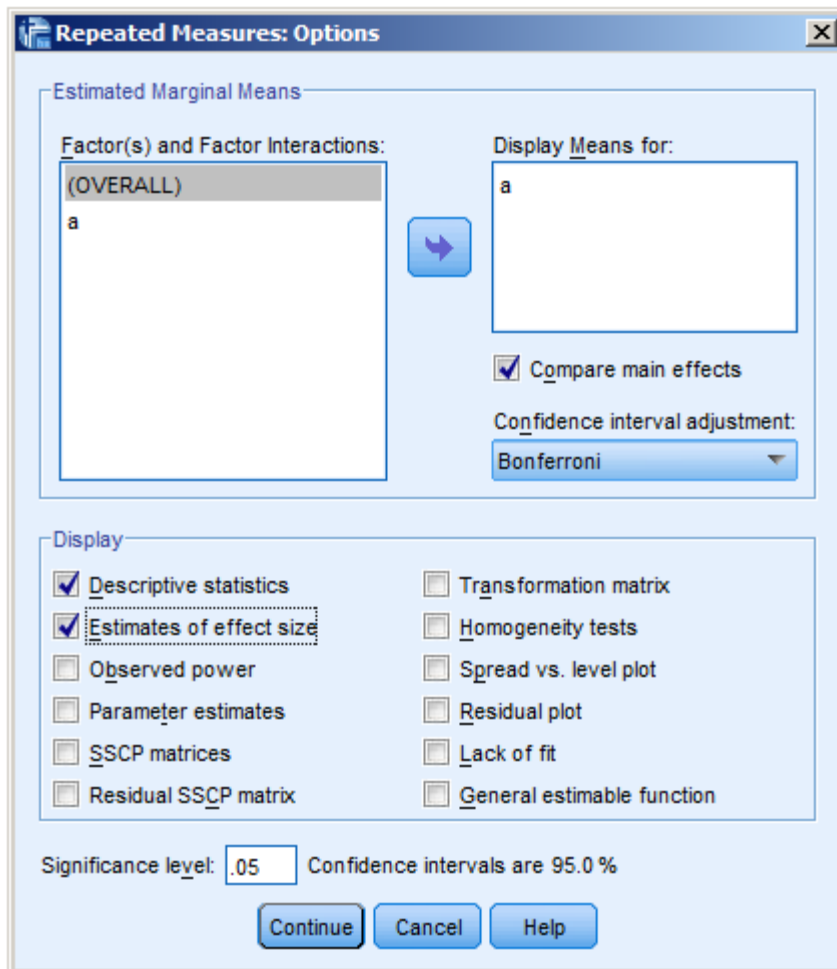 Repeated Measures: Options
Estimated Marginal Means
Factor(s) and Factor Interactions:
(OVERALL)
a
Display Means for:
a
Compare main effects
Confidence interval adjustment:
Bonferroni
Display
Descriptive statistics
Estimates of effect size
Observed power
Parameter estimates
SSCP matrices
Residual SSCP matrix
Transformation matrix
Homogeneity tests
Spread vs. level plot
Residual plot
Lack of fit
General estimable function
Significance level: .05 Confidence intervals are 95.0 %
Continue Cancel Help